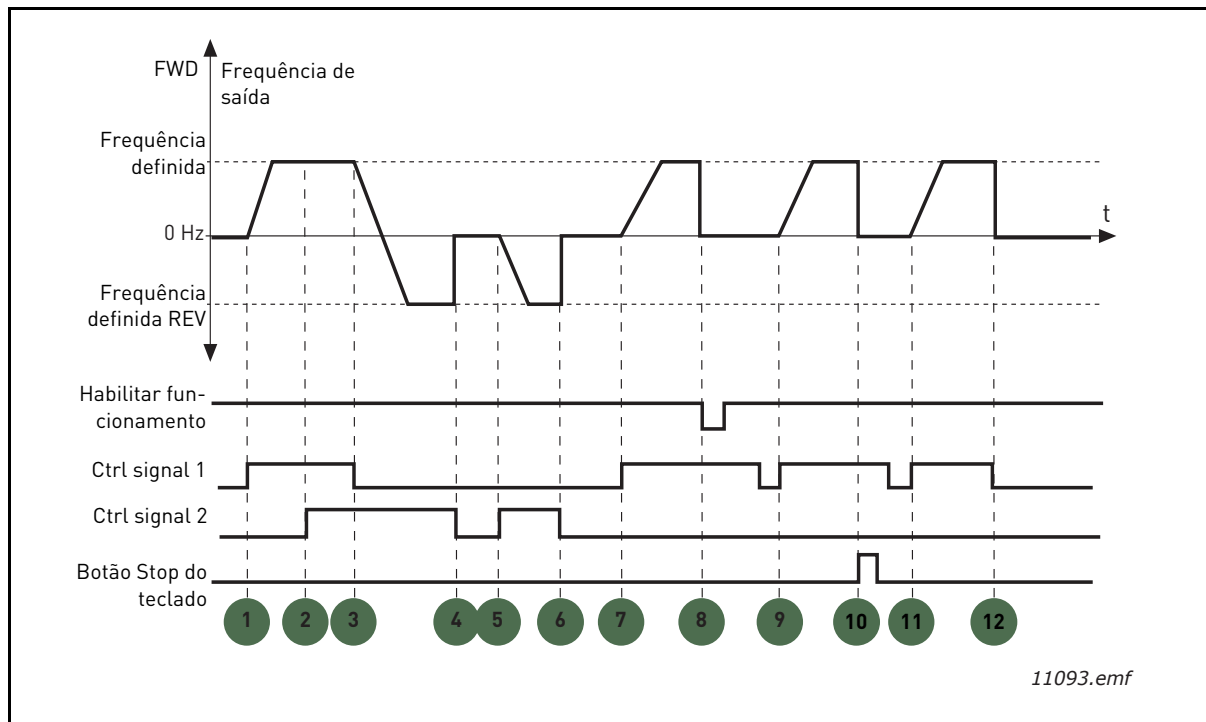 FWD
Frequência de
saída
Frequência
definida
t
0 Hz
Frequência
definida REV
Habilitar fun-
cionamento
Ctrl signal 1
Ctrl signal 2
Botão Stop do
teclado
1 2 3 4 5 6 7 8 9 10 11 12
11093.emf